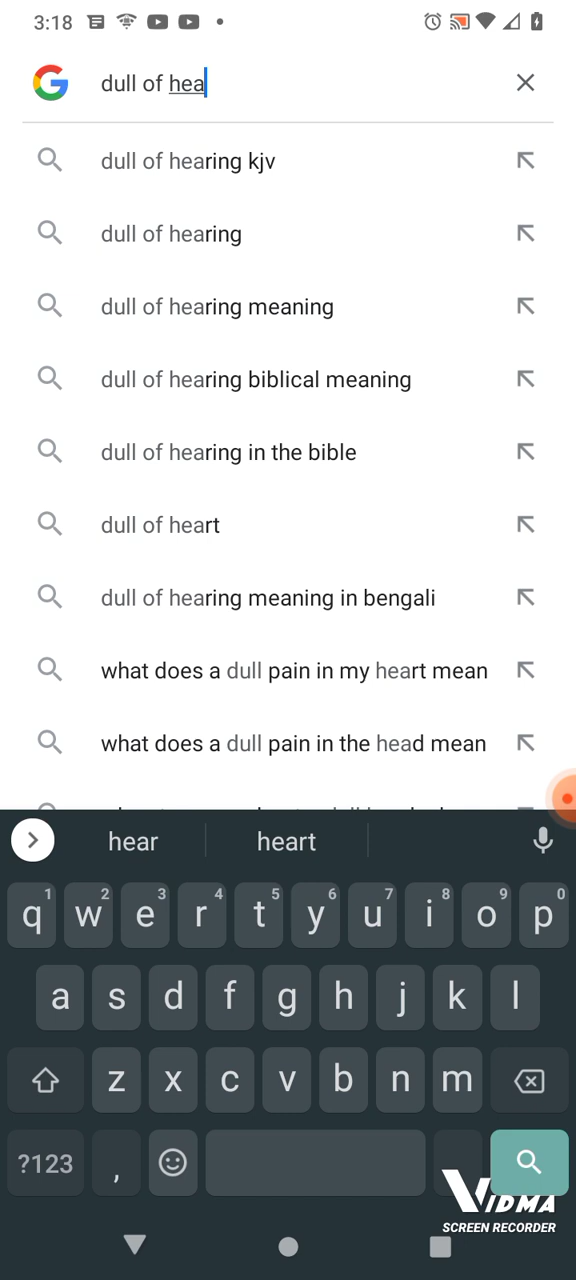 3:18
dull of hea
dull of hearing kjv
dull of hearing
dull of hearing meaning
dull of hearing biblical meaning
dull of hearing in the bible
dull of heart
dull of hearing meaning in bengali
what does a dull pain in my heart mean
what does a dull pain in the head mean
hear heart
1 2 3 4 5 6 7 8 9 0
q w e r t y u i o p
a s d f g h j k l
z x c v b n m
?123 ,
VIDMA
SCREEN RECORDER